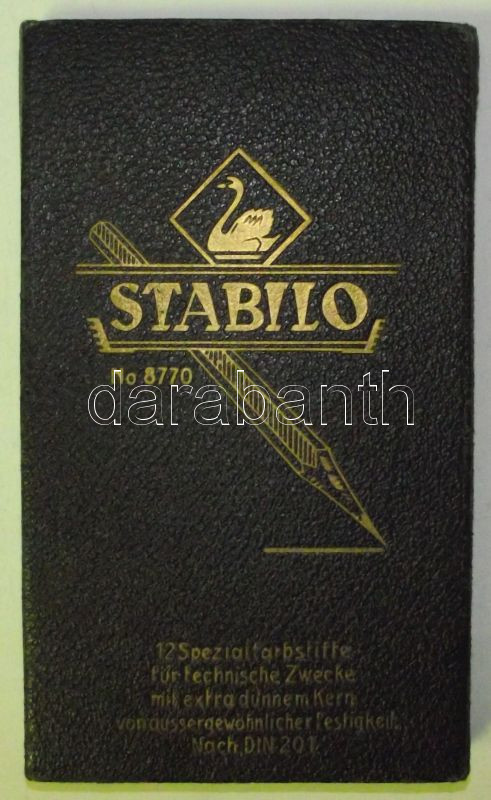 STABILO
No 8770
darabanth
12 Spezialfarbstifte
für technische Zwecke
mit extra dünnem Kern
von aussergewöhnlicher Festigkeit
Nach DIN 201